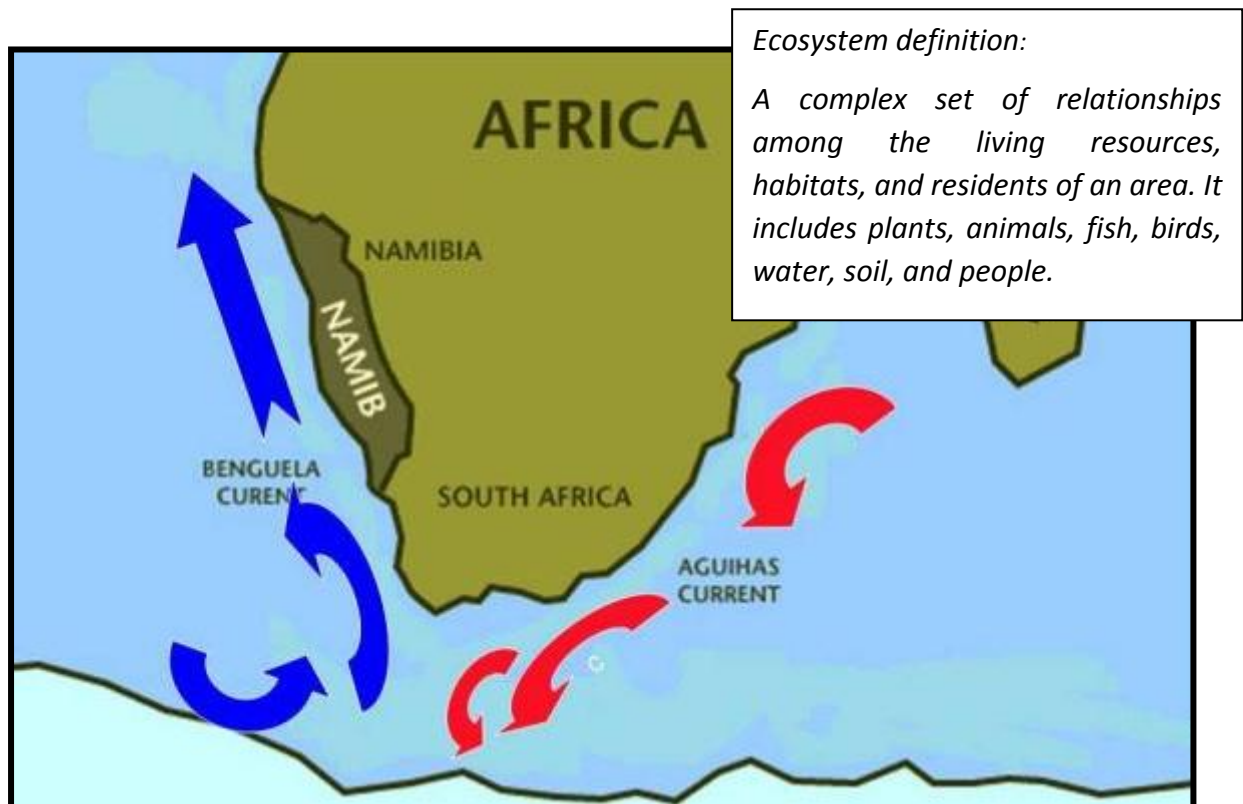 Ecosystem definition:
A complex set of relationships
among the living resources,
habitats, and residents of an area. It
includes plants, animals, fish, birds,
water, soil, and people.
AFRICA
NAMIBIA
NAMIB
BENGUELA
CURENT
SOUTH AFRICA
AGUIHAS
CURRENT